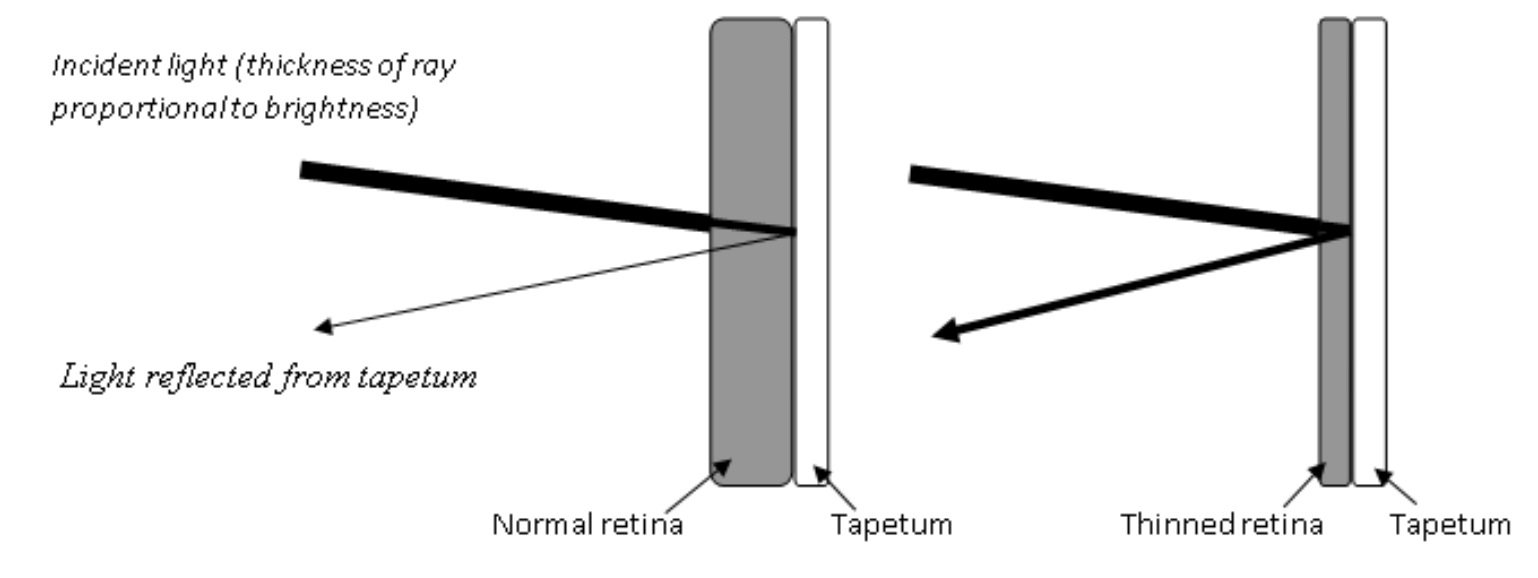 Incident light (thickness of ray
proportional to brightness)
Light reflected from tapetum
Normal retina
Tapetum
Thinned retina
Tapetum